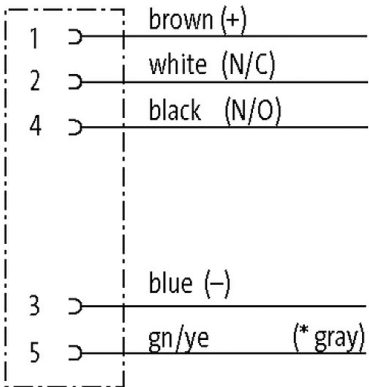 1 brown (+)
2 white (N/C)
4 black (N/O)
3 blue (–)
5 gn/ye (* gray)